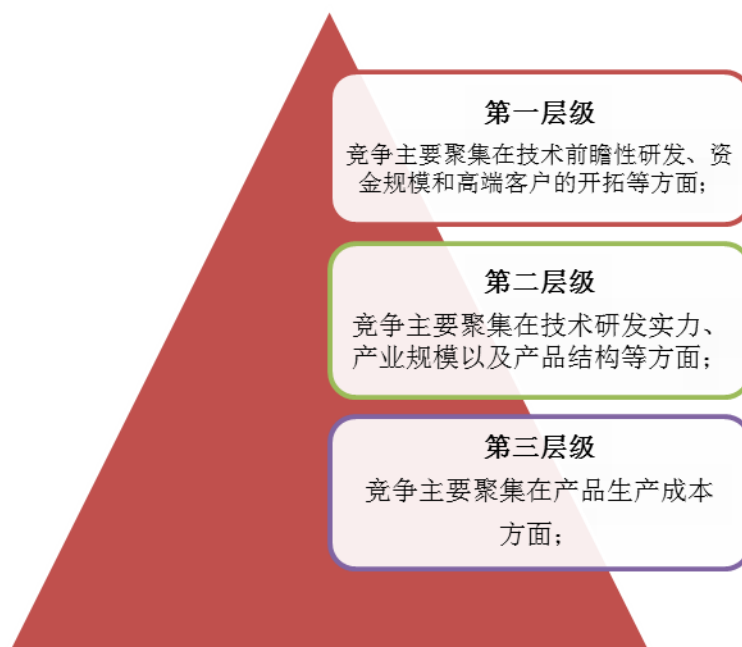 第一层级
竞争主要聚集在技术前瞻性研发、资
金规模和高端客户的开拓等方面；
第二层级
竞争主要聚集在技术研发实力、
产业规模以及产品结构等方面；
第三层级
竞争主要聚集在产品生产成本
方面；